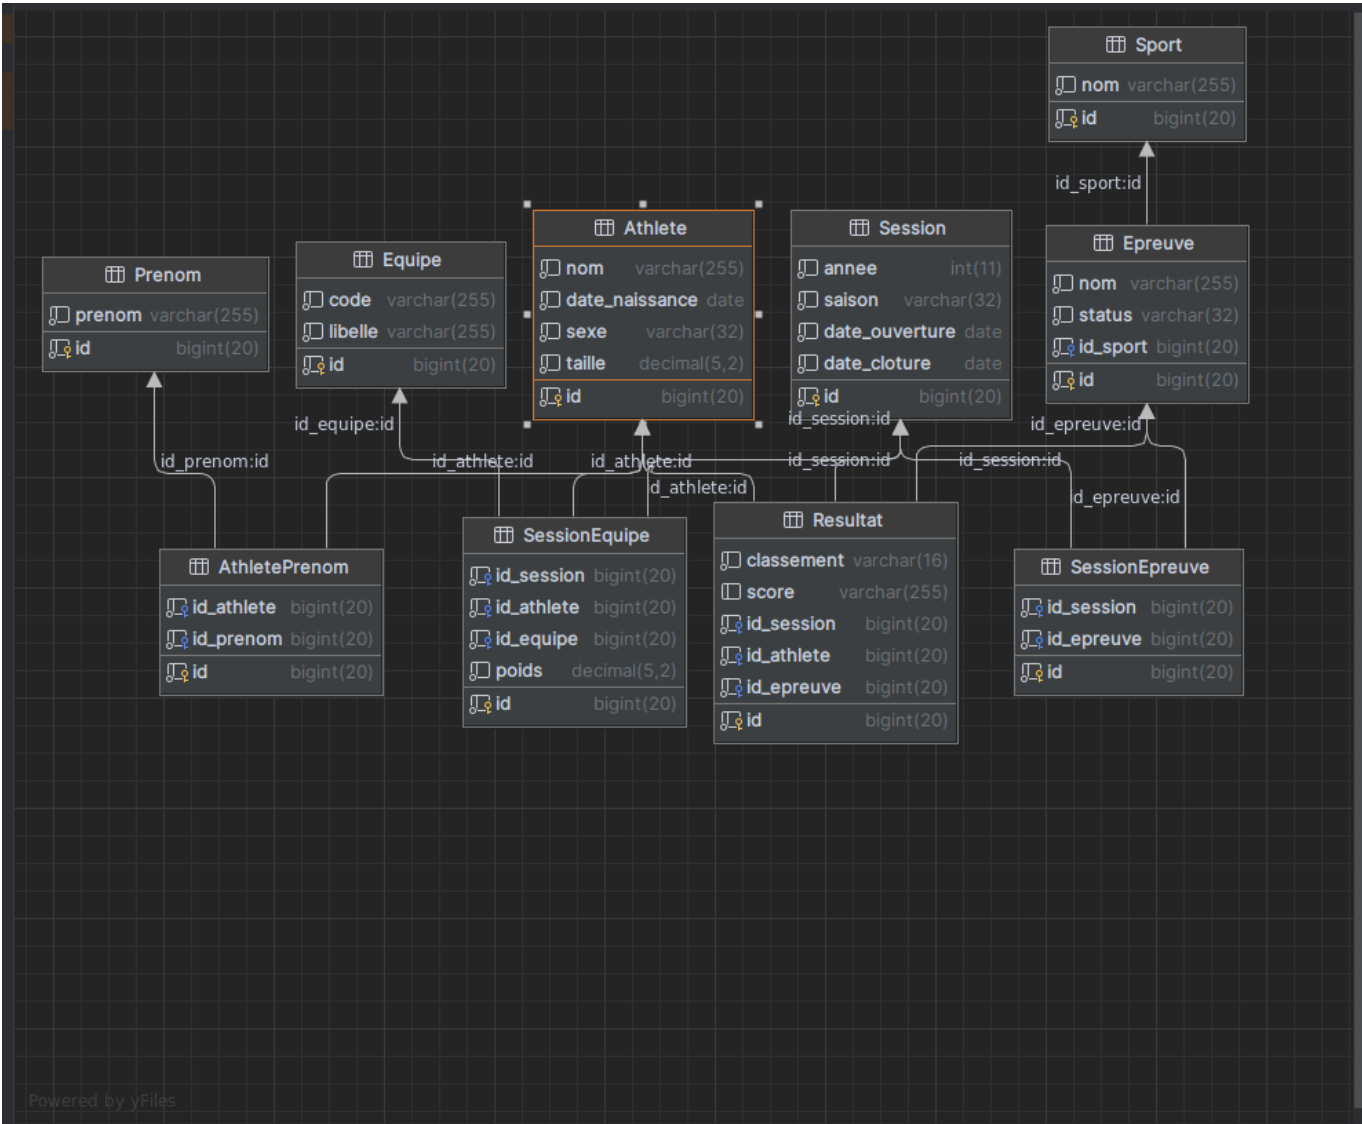 Sport
nom varchar(255)
id bigint(20)
id_sport:id
Prenom
prenom varchar(255)
id bigint(20)
Equipe
code varchar(255)
libelle varchar(255)
id bigint(20)
Athlete
nom varchar(255)
date_naissance date
sexe varchar(32)
taille decimal(5,2)
id bigint(20)
Session
annee int(11)
saison varchar(32)
date_ouverture date
date_cloture date
id bigint(20)
Epreuve
nom varchar(255)
status varchar(32)
id_sport bigint(20)
id bigint(20)
id_session:id
id_equipe:id
id_epreuve:id
id_prenom:id
id_athlete:id
id_athlete:id
id_session:id
id_session:id
id_athlete:id
id_epreuve:id
AthletePrenom
id_athlete bigint(20)
id_prenom bigint(20)
id bigint(20)
SessionEquipe
id_session bigint(20)
id_athlete bigint(20)
id_equipe bigint(20)
poids decimal(5,2)
id bigint(20)
Resultat
classement varchar(16)
score varchar(255)
id_session bigint(20)
id_athlete bigint(20)
id_epreuve bigint(20)
id bigint(20)
SessionEpreuve
id_session bigint(20)
id_epreuve bigint(20)
id bigint(20)
Powered by yFiles